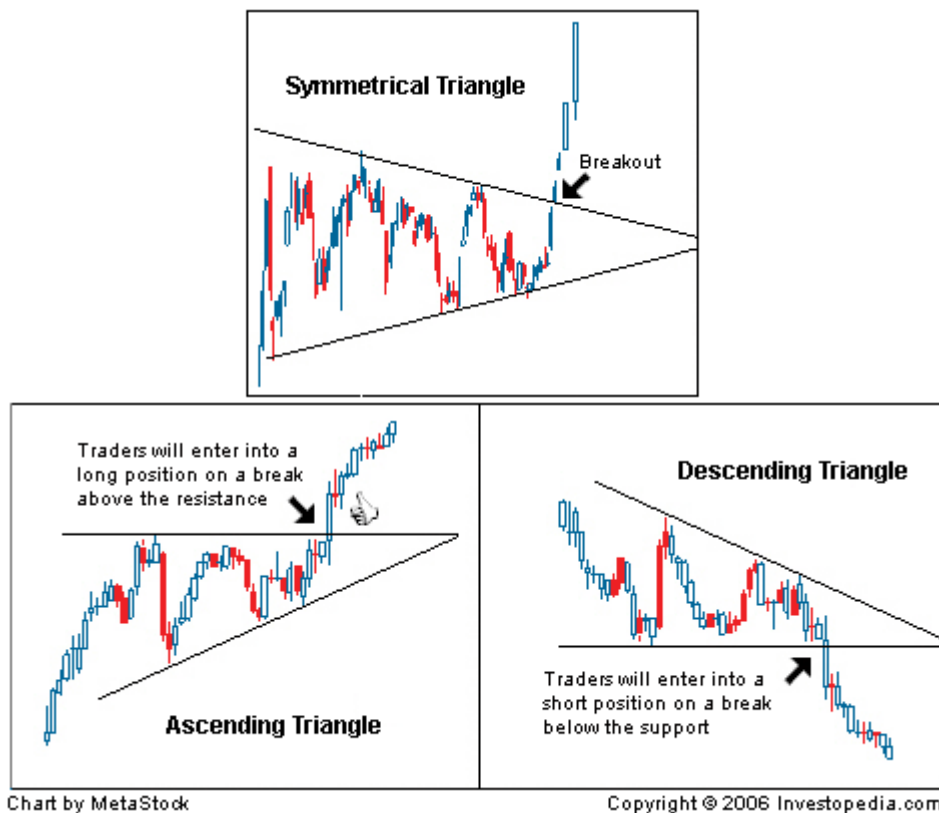 Symmetrical Triangle
Breakout
Traders will enter into a
long position on a break
above the resistance
Ascending Triangle
Descending Triangle
Traders will enter into a
short position on a break
below the support
Chart by MetaStock
Copyright © 2006 Investopedia.com